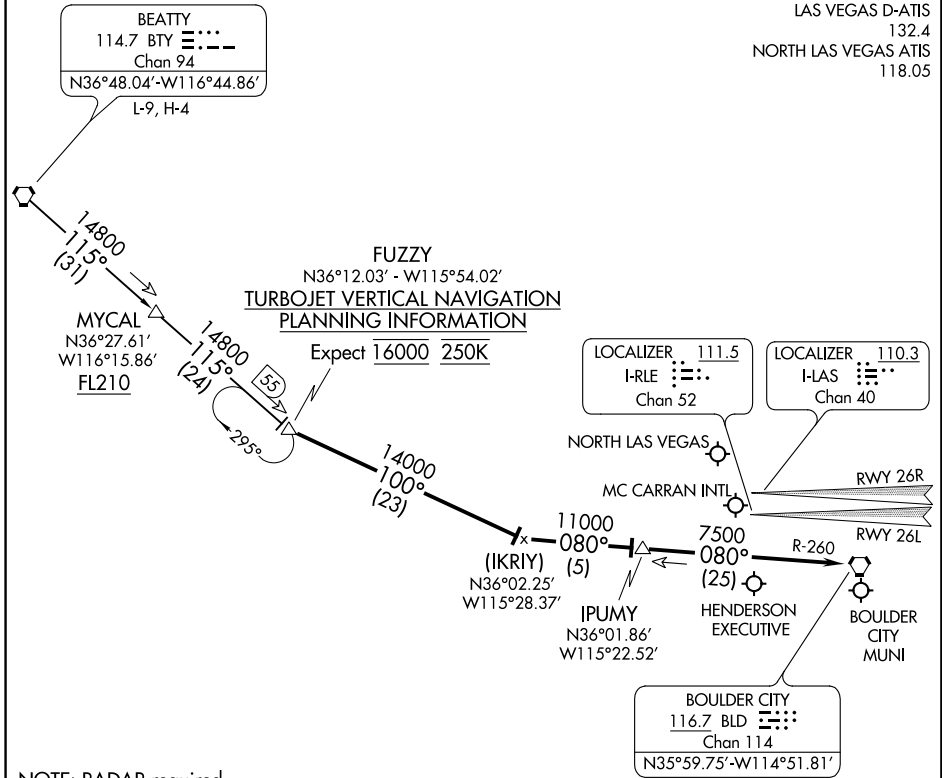 LAS VEGAS D-ATIS
132.4
NORTH LAS VEGAS ATIS
118.05
BEATTY
114.7 BTY
Chan 94
N36°48.04'-W116°44.86'
L-9, H-4
14800
115°
(31)
MYCAL
N36°27.61'
W116°15.86'
FL210
14800
115°
(24)
55
295°
FUZZY
N36°12.03' - W115°54.02'
TURBOJET VERTICAL NAVIGATION
PLANNING INFORMATION
Expect 16000 250K
14000
100°
(23)
(IKRIY)
N36°02.25'
W115°28.37'
11000
080°
(5)
IPUMY
N36°01.86'
W115°22.52'
7500
080°
(25)
R-260
LOCALIZER 111.5
I-RLE
Chan 52
LOCALIZER 110.3
I-LAS
Chan 40
NORTH LAS VEGAS
MC CARRAN INTL
RWY 26R
RWY 26L
HENDERSON
EXECUTIVE
BOULDER
CITY
MUNI
BOULDER CITY
116.7 BLD
Chan 114
N35°59.75'-W114°51.81'
NOTE: RADAR required